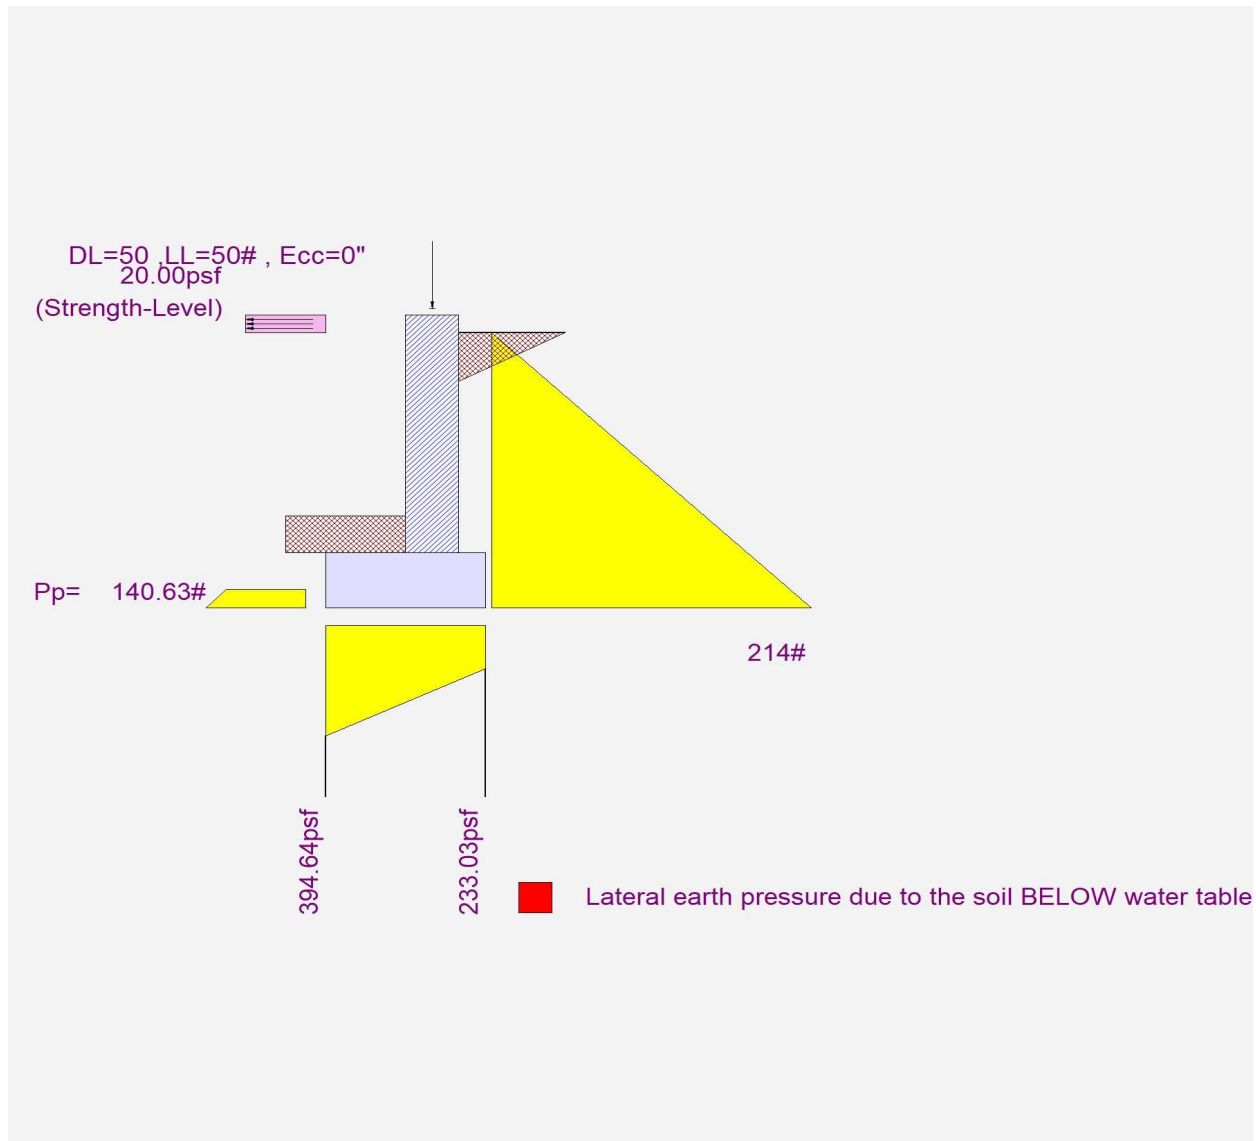 DL=50 ,LL=50# , Ecc=0"
20.00psf
(Strength-Level)
Pp= 140.63#
214#
394.64psf
233.03psf
Lateral earth pressure due to the soil BELOW water table